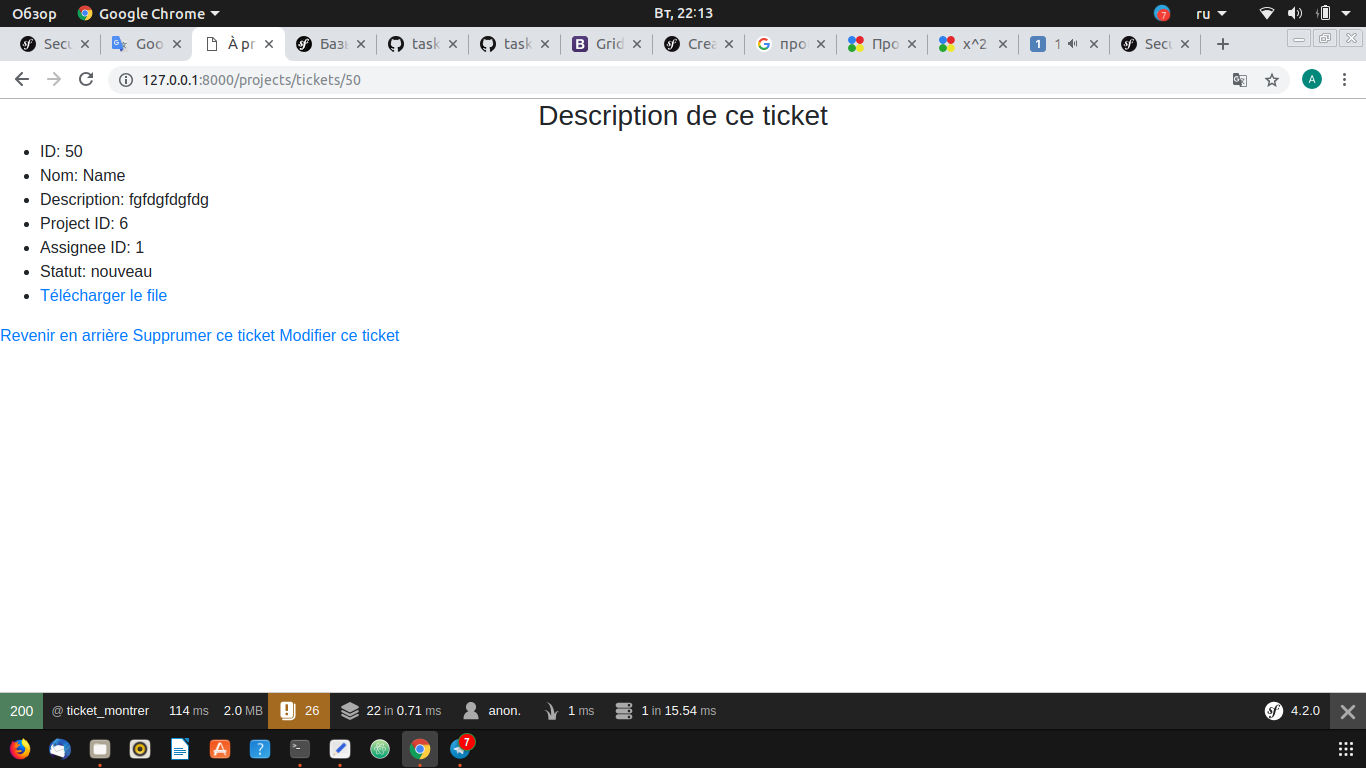 Обзор Google Chrome Вт, 22:13 7 ru
Secu Goo À pr Базы task task Grid Crea про Про x^2 1 1 Secu
127.0.0.1:8000/projects/tickets/50 A
Description de ce ticket
ID: 50
Nom: Name
Description: fgfdgfdgfdg
Project ID: 6
Assignee ID: 1
Statut: nouveau
Télécharger le file
Revenir en arrière Supprumer ce ticket Modifier ce ticket
200 @ ticket_montrer 114 ms 2.0 MB 26 22 in 0.71 ms anon. 1 ms 1 in 15.54 ms sf 4.2.0
7